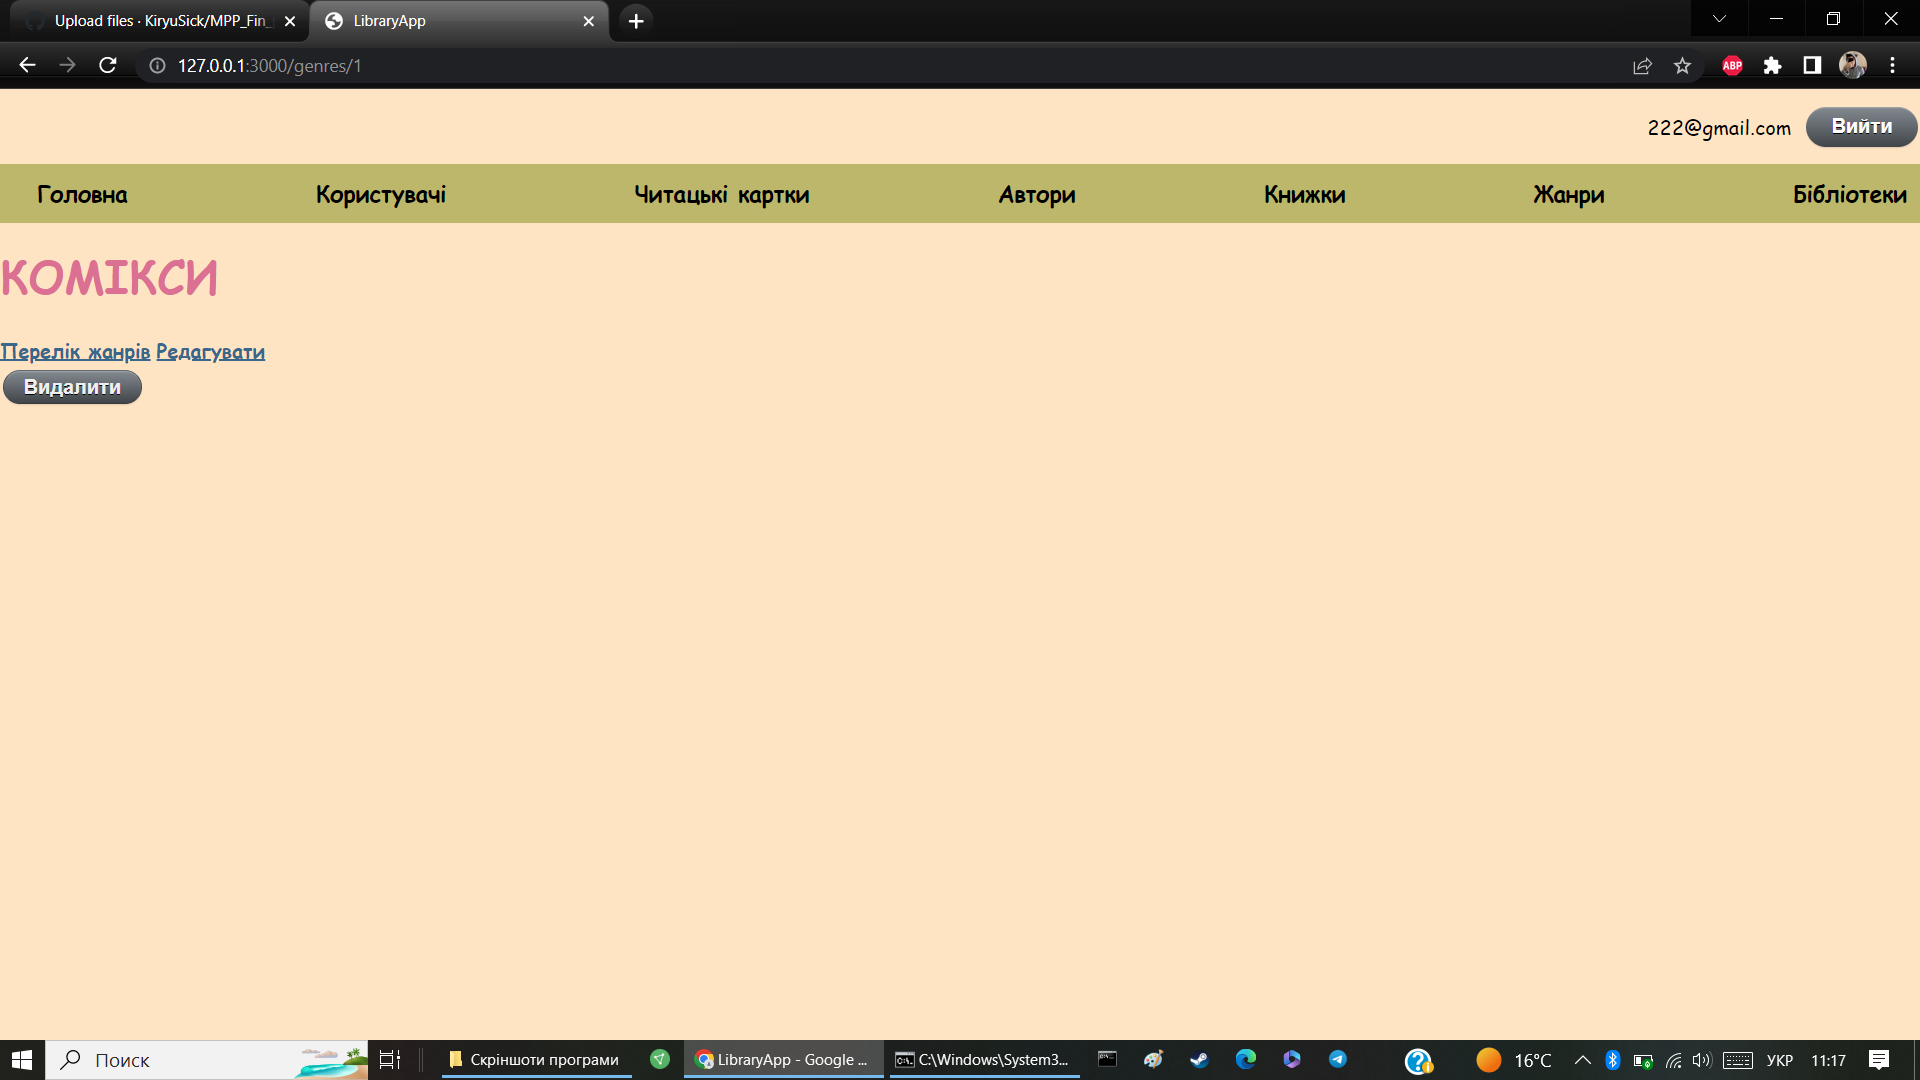 Upload files · KiryuSick/MPP_Fin_
LibraryApp
127.0.0.1:3000/genres/1
ABP
222@gmail.com Вийти
Головна Користувачі Читацькі картки Автори Книжки Жанри Бібліотеки
КОМІКСИ
Перелік жанрів Редагувати
Видалити
Поиск Скріншоти програми LibraryApp - Google ... C:\Windows\System3... 16°C УКР 11:17